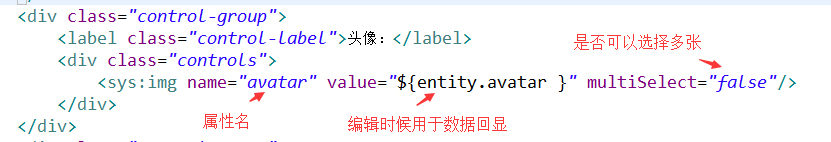 <div class="control-group">
<label class="control-label">头像：</label>
是否可以选择多张
<div class="controls">
<sys:img name="avatar" value="${entity.avatar }" multiSelect="false"/>
</div>
属性名
编辑时候用于数据回显
</div>